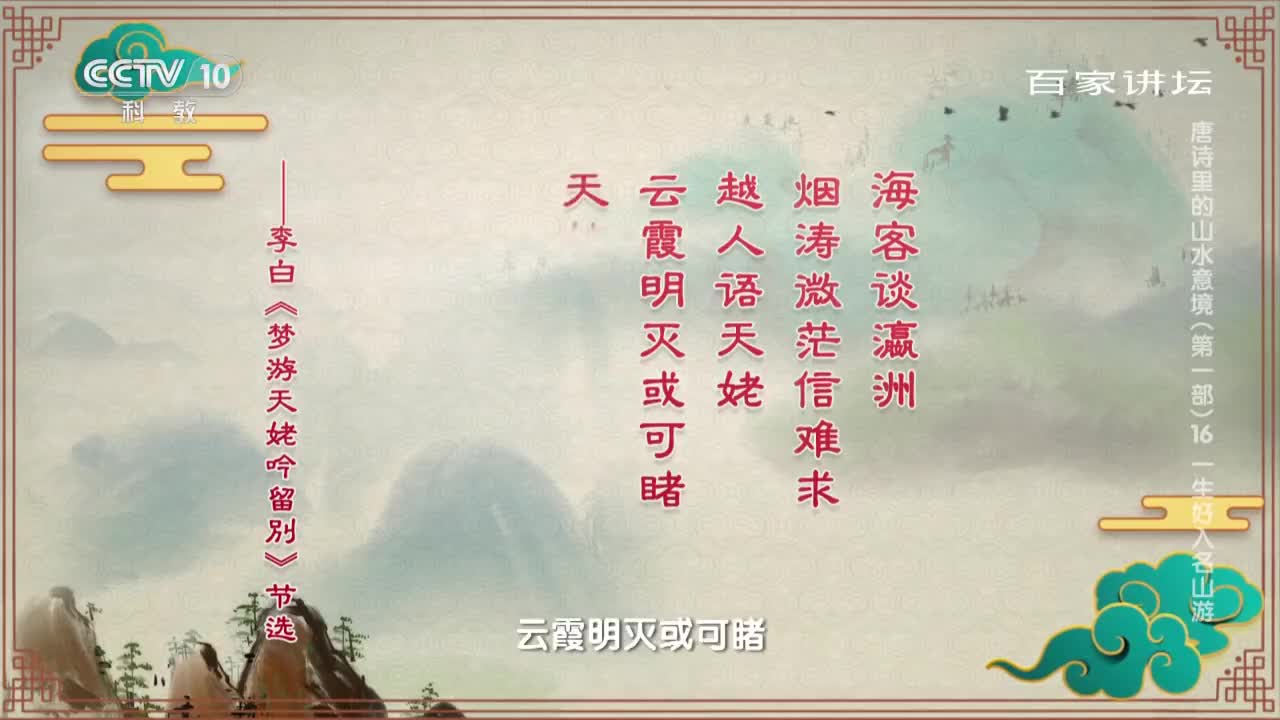 CCTV 10
科教
百家讲坛
唐诗里的山水意境(第一部)16 一生好入名山游
海客谈瀛洲
烟涛微茫信难求
越人语天姥
云霞明灭或可睹
天
——李白《梦游天姥吟留别》节选
云霞明灭或可睹